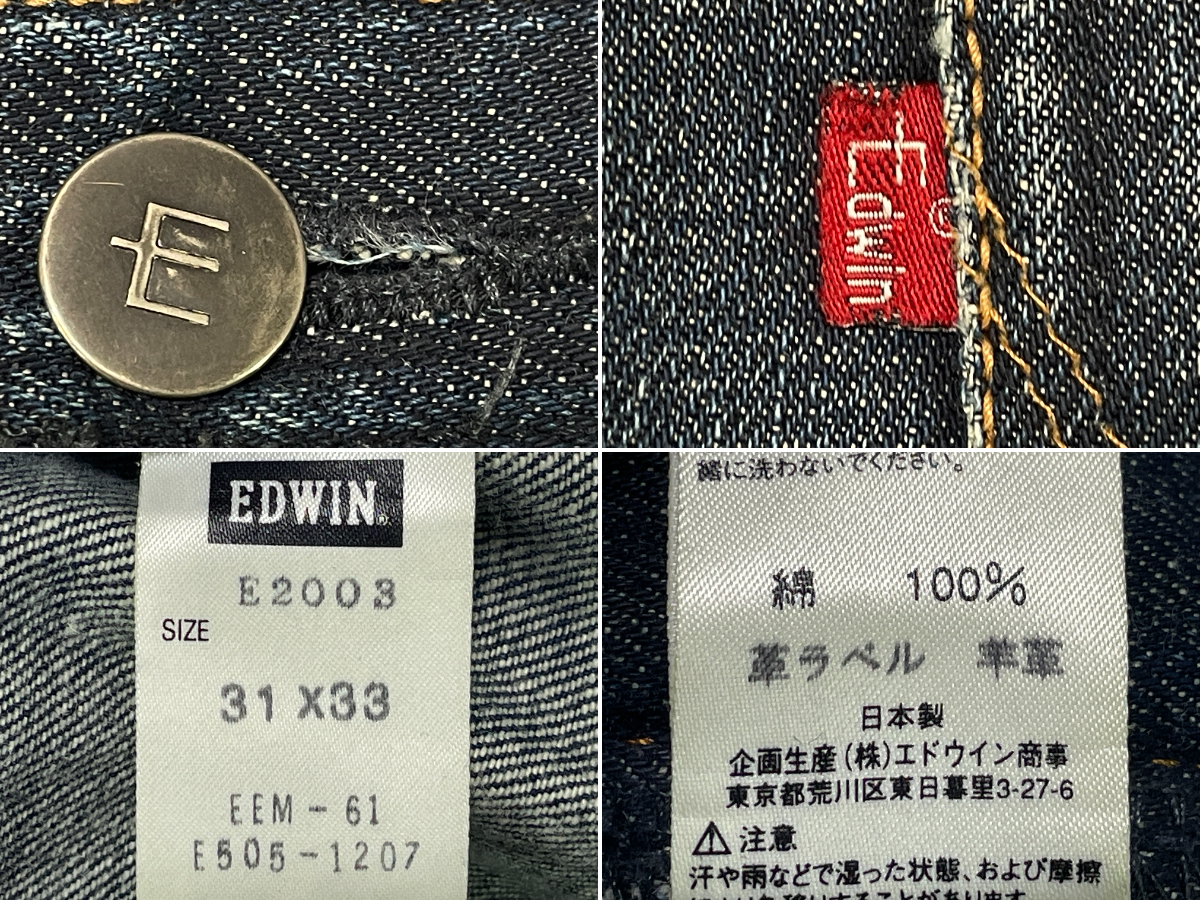 E
Edwin
®
EDWIN®
E2003
SIZE
31 X33
EEM-61
E505-1207
緒に洗わないでください。
綿 100%
革ラベル 羊革
日本製
企画生産(株)エドウイン商事
東京都荒川区東日暮里3-27-6
⚠注意
汗や雨などで湿った状態、および摩擦